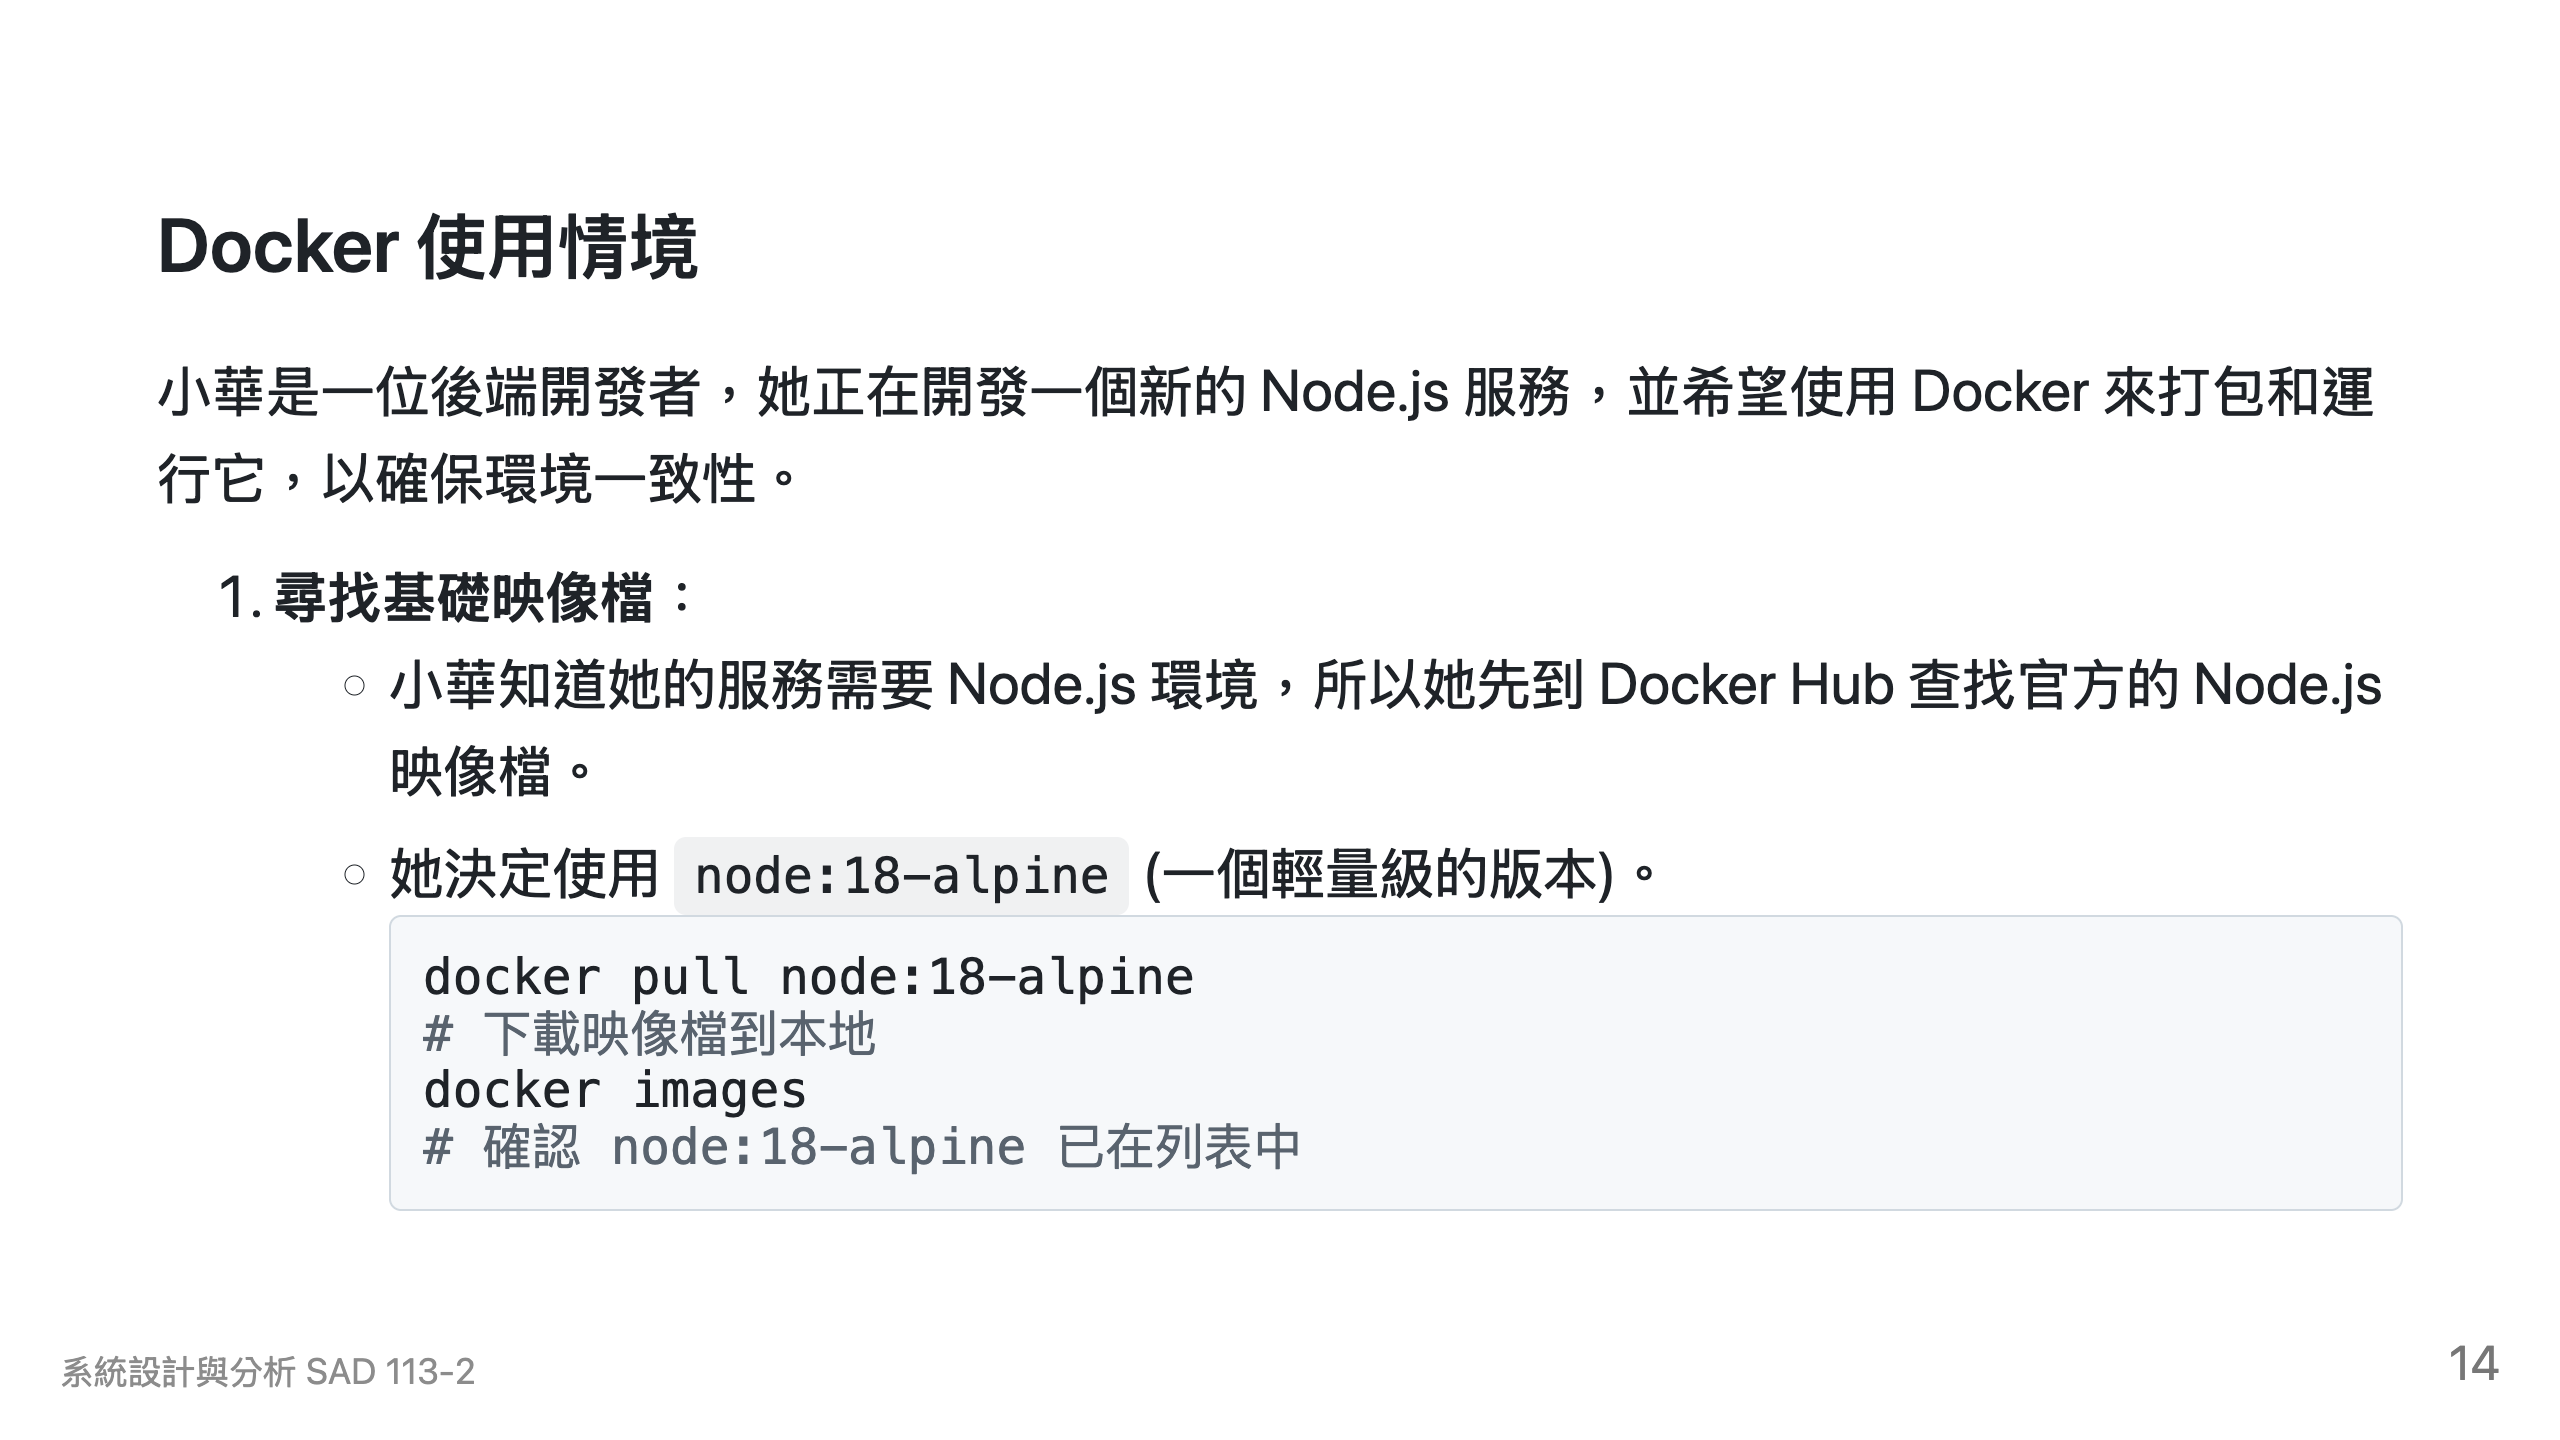 Docker 使用情境
小華是一位後端開發者，她正在開發一個新的 Node.js 服務，並希望使用 Docker 來打包和運
行它，以確保環境一致性。
1. 尋找基礎映像檔：
○ 小華知道她的服務需要 Node.js 環境，所以她先到 Docker Hub 查找官方的 Node.js
映像檔。
○ 她決定使用 node:18-alpine (一個輕量級的版本)。
docker pull node:18-alpine
# 下載映像檔到本地
docker images
# 確認 node:18-alpine 已在列表中
系統設計與分析 SAD 113-2
14